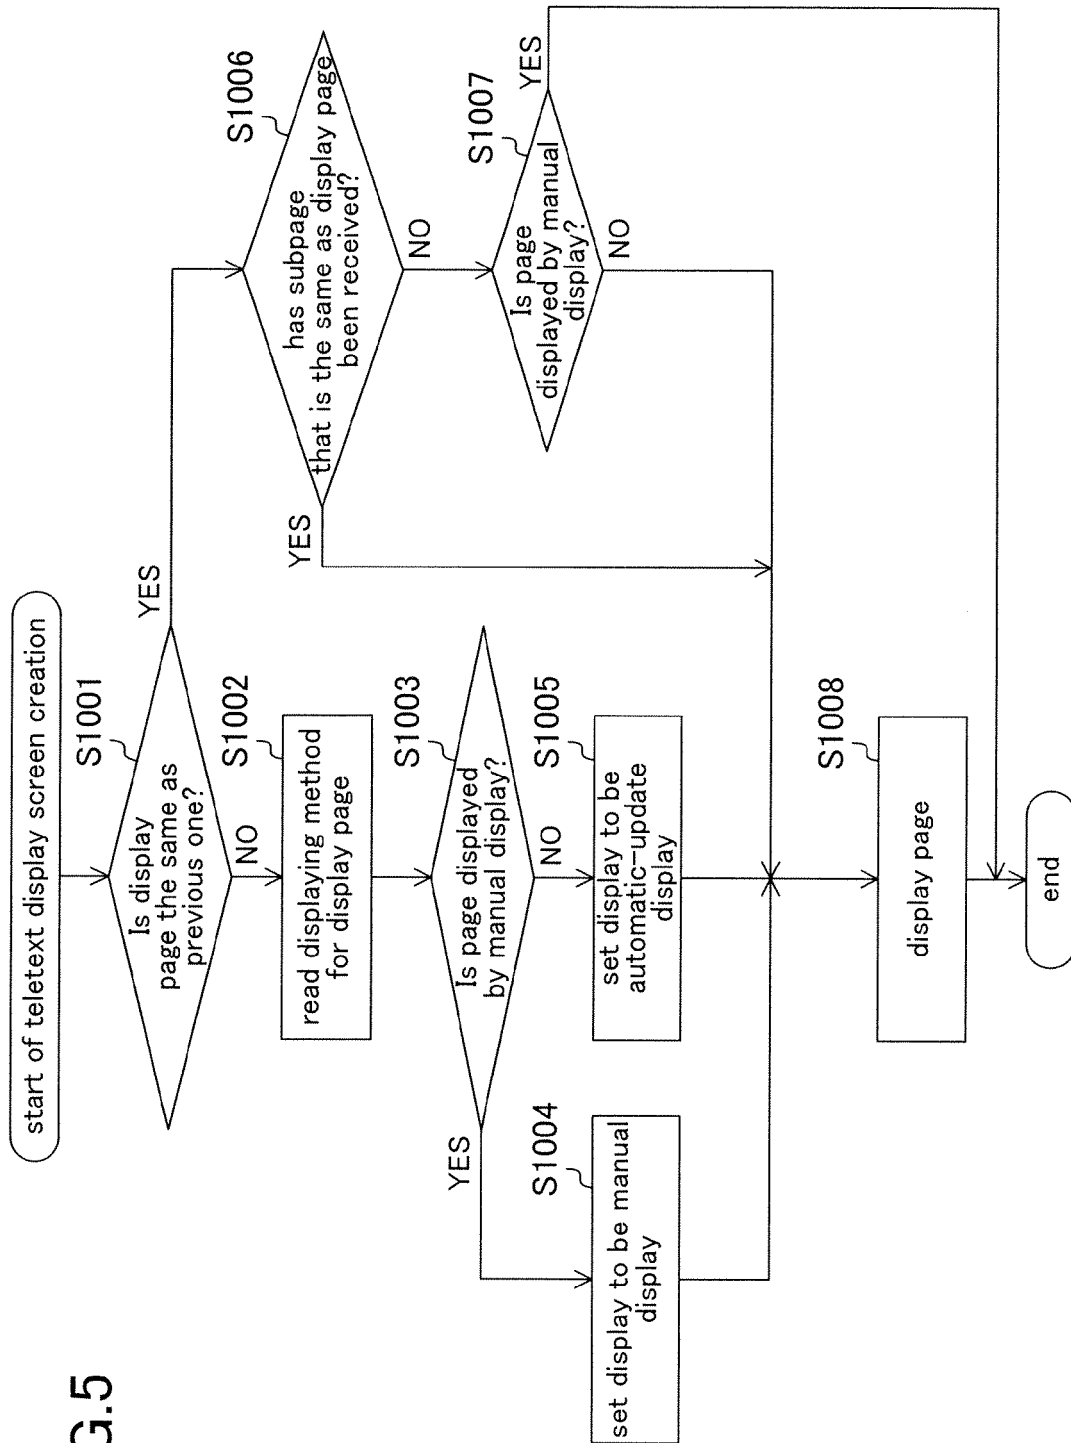 G.5
start of teletext display screen creation
S1001
Is display
page the same as
previous one?
YES
NO
S1002
read displaying method
for display page
S1003
Is page displayed
by manual display?
YES
NO
S1004
set display to be manual
display
S1005
set display to be
automatic-update
display
S1006
has subpage
that is the same as display page
been received?
YES
NO
S1007
Is page
displayed by manual
display?
YES
NO
S1008
display page
end